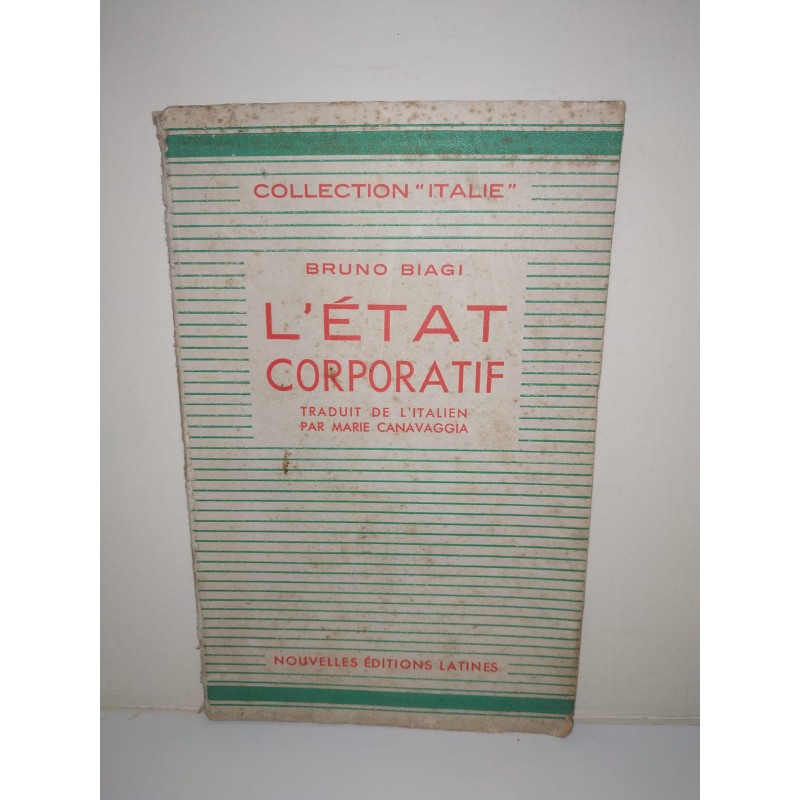 COLLECTION "ITALIE"
BRUNO BIAGI
L'ÉTAT
CORPORATIF
TRADUIT DE L'ITALIEN
PAR MARIE CANAVAGGIA
NOUVELLES ÉDITIONS LATINES